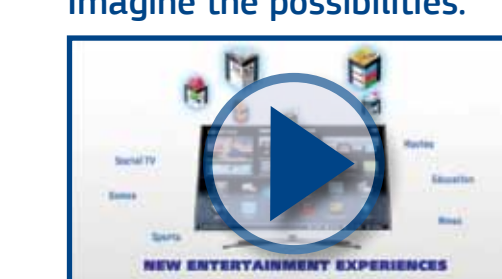 imagine the possibilities.
Social TV
Movies
Games
Education
Sports
News
NEW ENTERTAINMENT EXPERIENCES